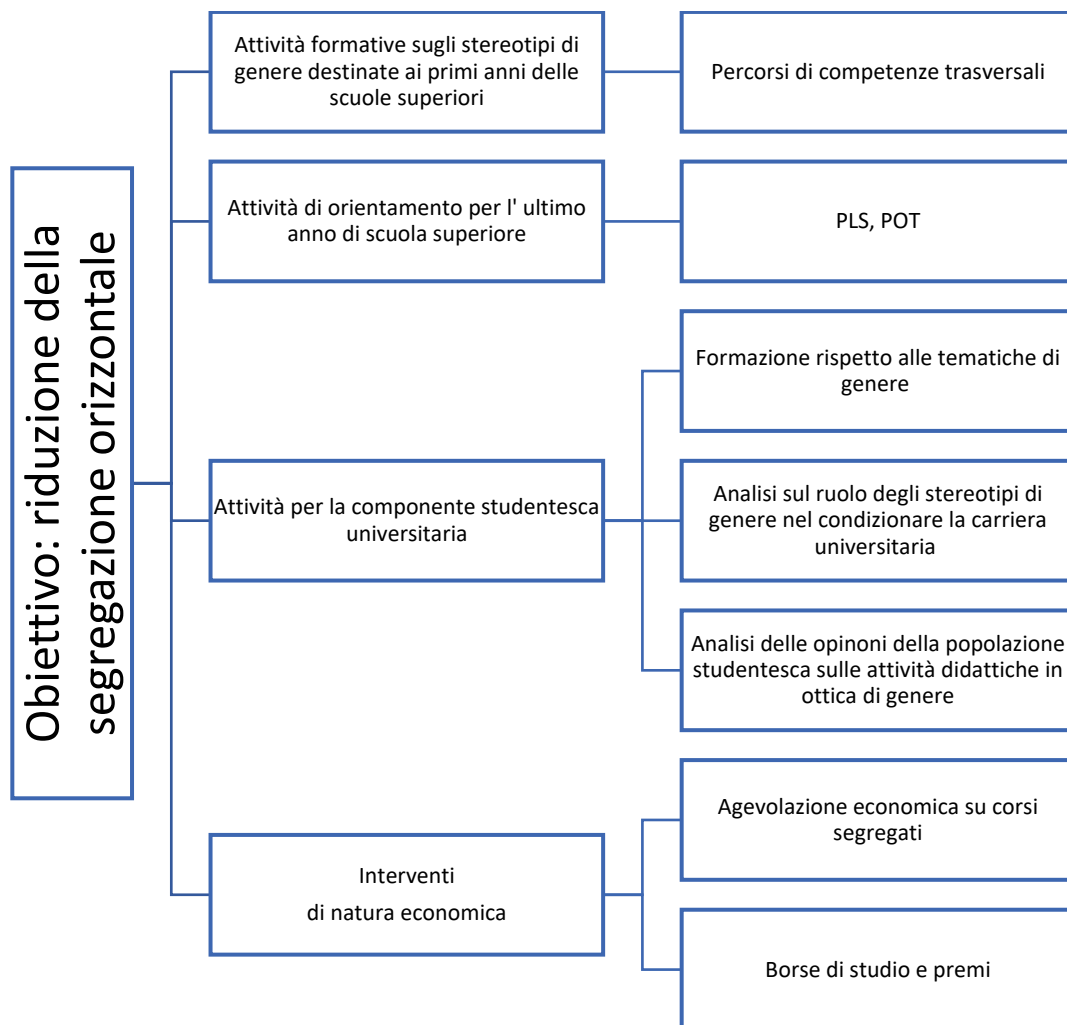 Obiettivo: riduzione della
segregazione orizzontale
Attività formative sugli stereotipi di
genere destinate ai primi anni delle
scuole superiori
Percorsi di competenze trasversali
Attività di orientamento per l' ultimo
anno di scuola superiore
PLS, POT
Attività per la componente studentesca
universitaria
Formazione rispetto alle tematiche di
genere
Analisi sul ruolo degli stereotipi di
genere nel condizionare la carriera
universitaria
Analisi delle opinoni della popolazione
studentesca sulle attività didattiche in
ottica di genere
Interventi
di natura economica
Agevolazione economica su corsi
segregati
Borse di studio e premi